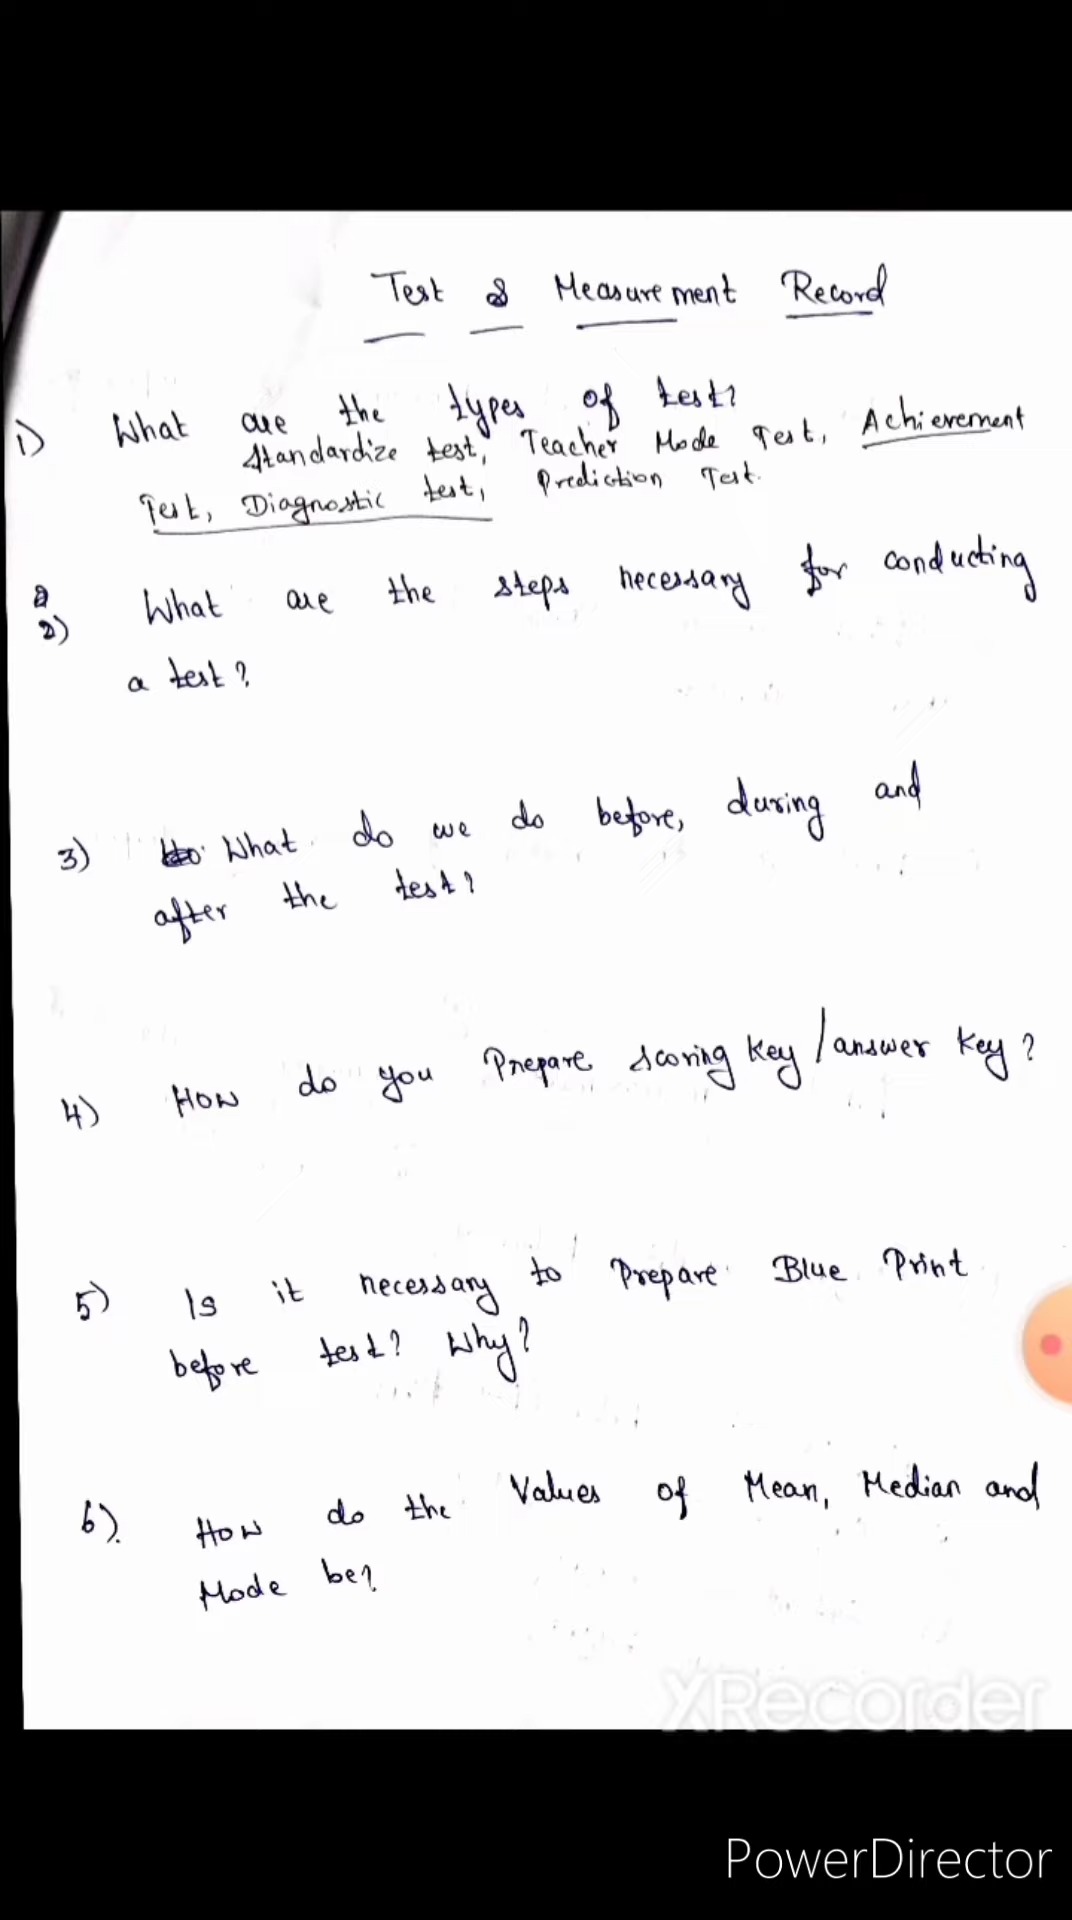 Test & Measurement Record
1) What are the types of test?
Standardize test, Teacher Made Test, Achievement
Test, Diagnostic test, Prediction Test.
2) What are the steps necessary for conducting
a test?
3) What do we do before, during and
after the test?
4) How do you Prepare scoring key/answer key?
5) Is it necessary to Prepare Blue Print
before test? Why?
6). How do the Values of Mean, Median and
Mode be?
XRecorder
PowerDirector